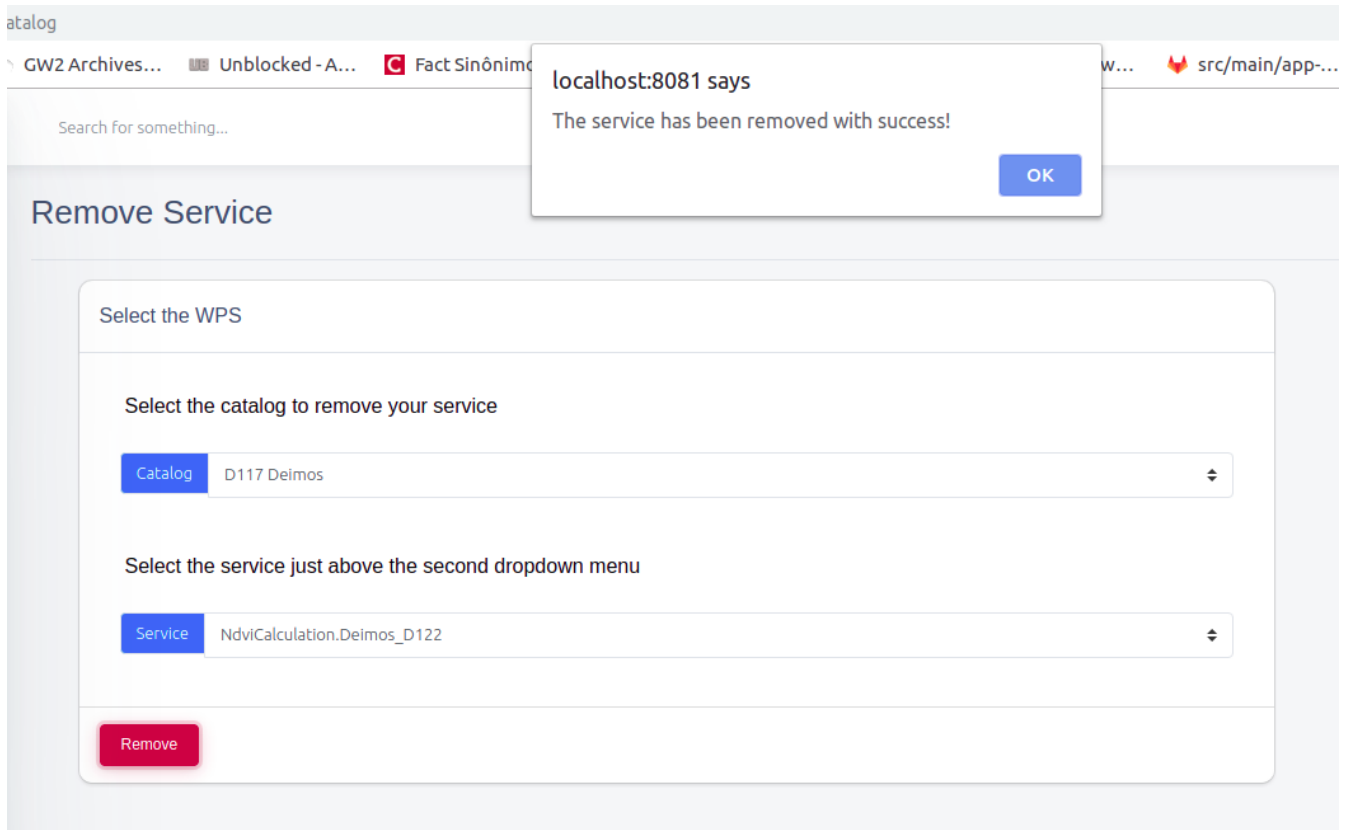 atalog
GW2 Archives... UB Unblocked - A... C Fact Sinônimo w... src/main/app-...
localhost:8081 says
The service has been removed with success!
OK
Search for something...
Remove Service
Select the WPS
Select the catalog to remove your service
Catalog D117 Deimos
Select the service just above the second dropdown menu
Service NdviCalculation.Deimos_D122
Remove